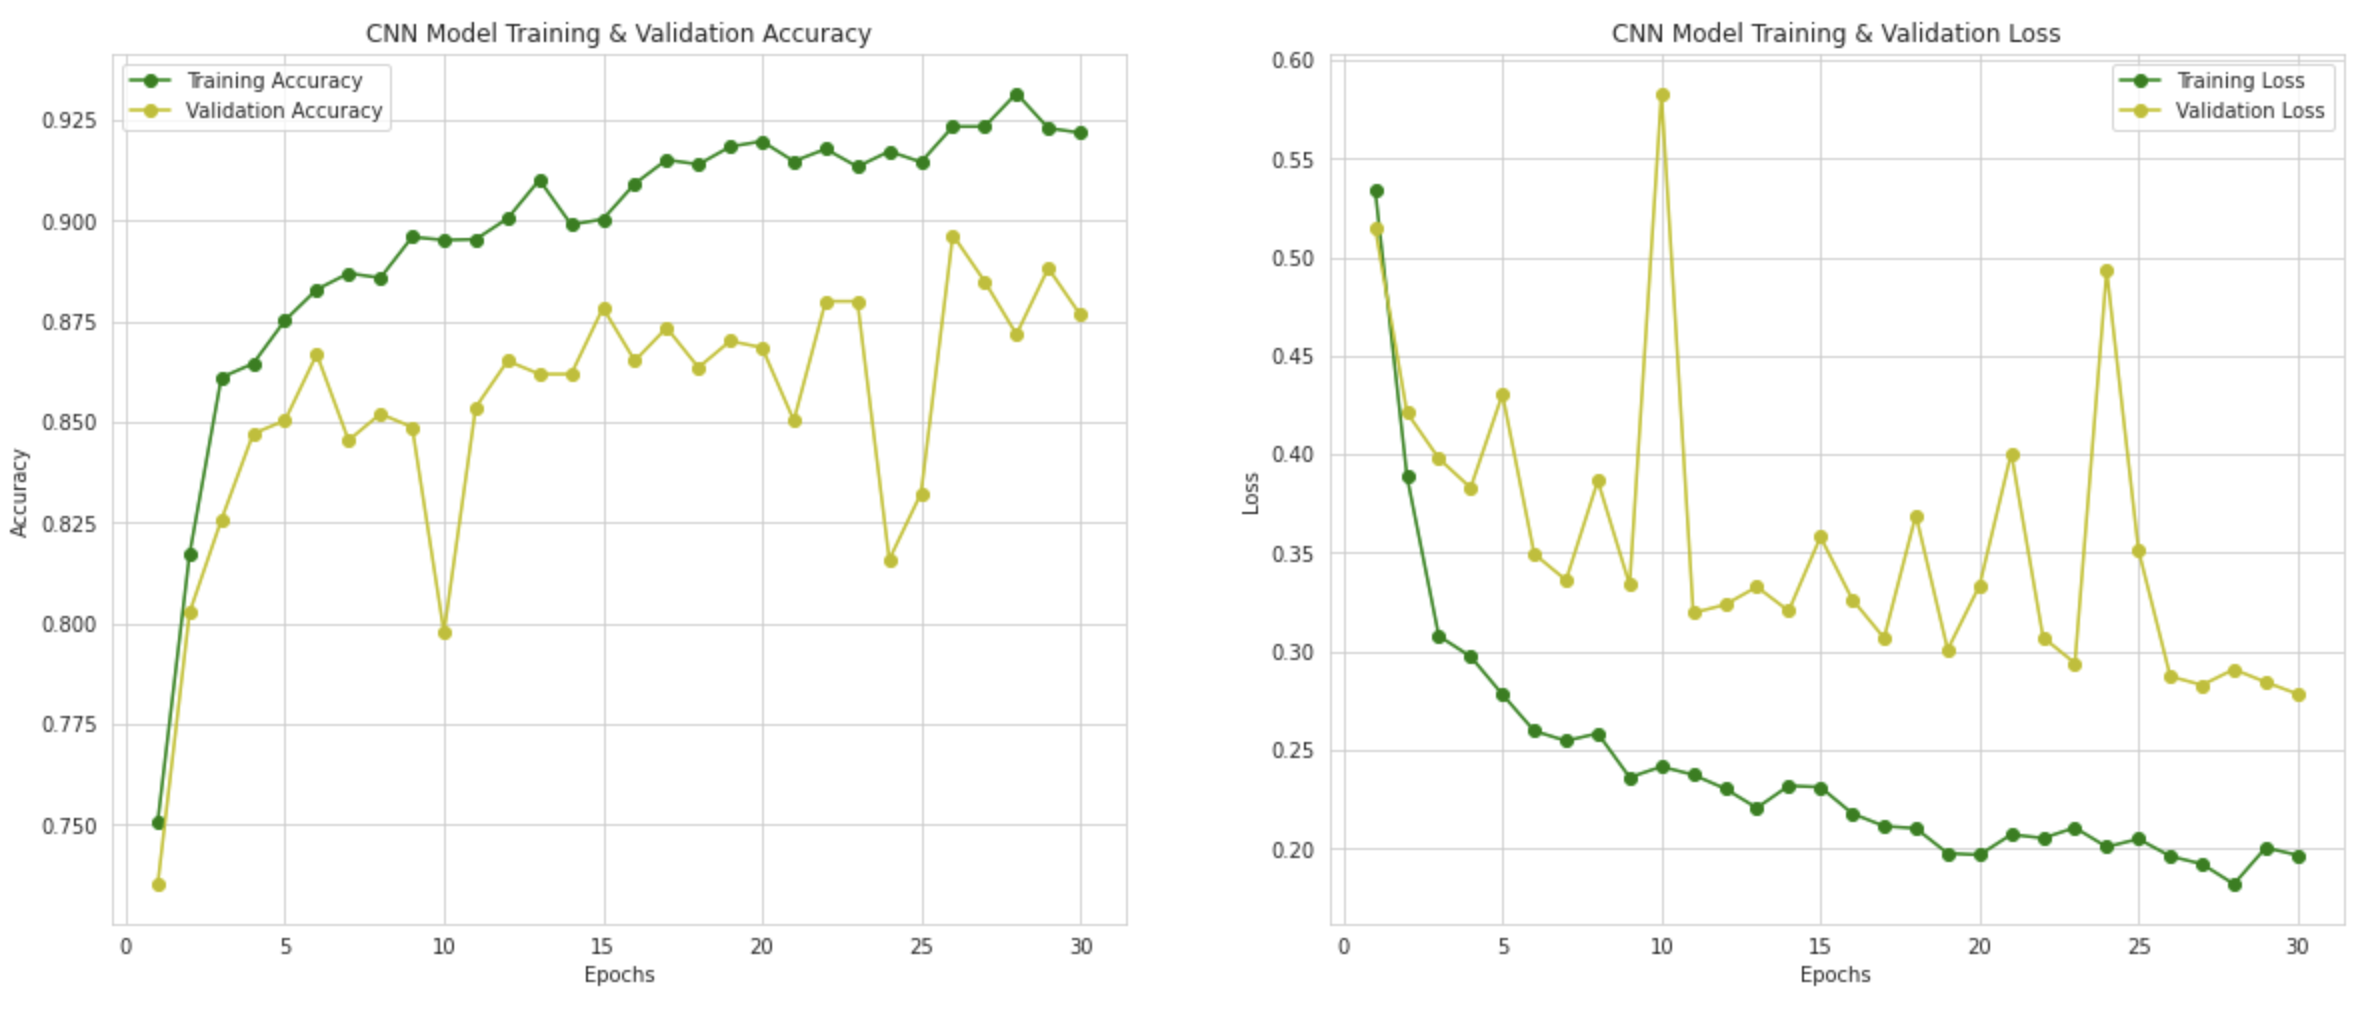 CNN Model Training & Validation Accuracy
Training Accuracy
Validation Accuracy
0.925
0.900
0.875
0.850
0.825
0.800
0.775
0.750
Accuracy
0 5 10 15 20 25 30
Epochs
CNN Model Training & Validation Loss
Training Loss
Validation Loss
0.60
0.55
0.50
0.45
0.40
0.35
0.30
0.25
0.20
Loss
0 5 10 15 20 25 30
Epochs